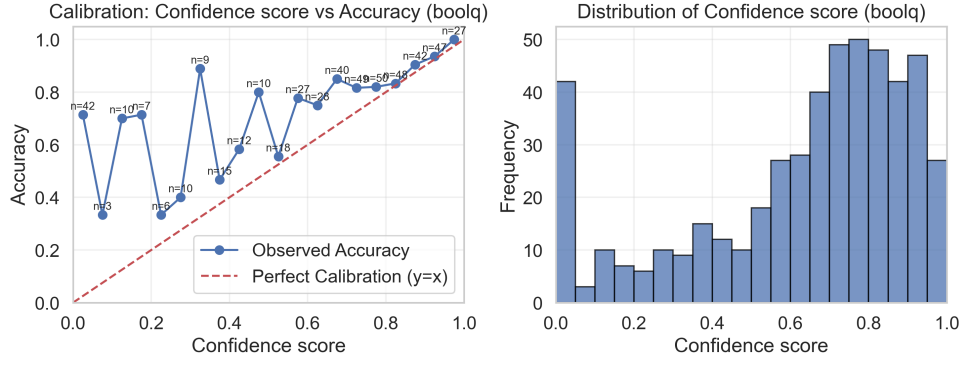 Calibration: Confidence score vs Accuracy (boolq)
1.0
0.8
0.6
0.4
0.2
0.0
Accuracy
n=42
n=3
n=10
n=7
n=6
n=10
n=9
n=15
n=12
n=10
n=18
n=27
n=28
n=40
n=49
n=50
n=48
n=42
n=47
n=27
Observed Accuracy
Perfect Calibration (y=x)
0.0 0.2 0.4 0.6 0.8 1.0
Confidence score
Distribution of Confidence score (boolq)
50
40
30
20
10
0
Frequency
0.0 0.2 0.4 0.6 0.8 1.0
Confidence score